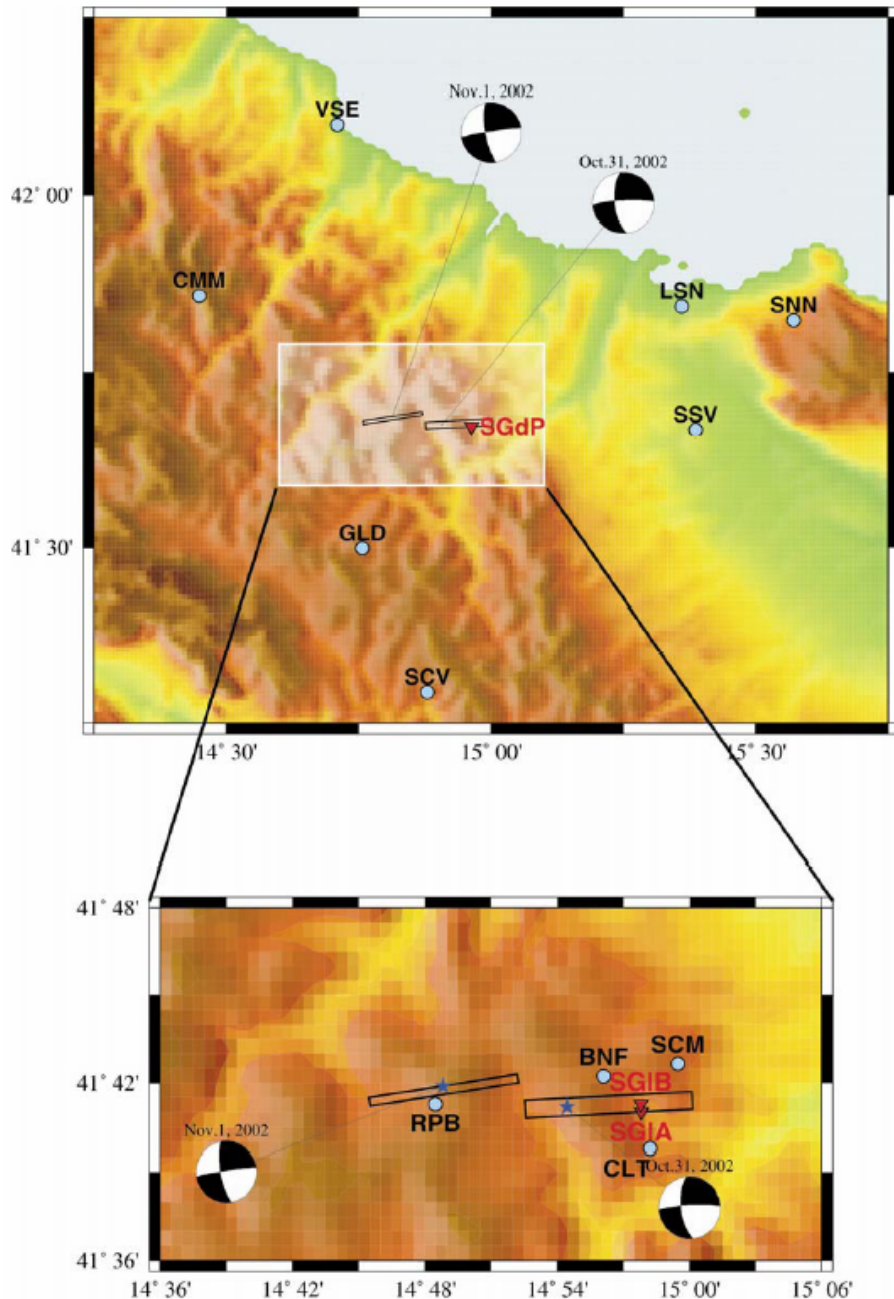 Nov.1, 2002
VSE
Oct.31, 2002
42° 00'
CMM
LSN
SNN
SSV
SGdP
41° 30'
GLD
SCV
14° 30'
15° 00'
15° 30'
41° 48'
BNF
SCM
41° 42'
SGIB
RPB
SGIA
Nov.1, 2002
CLT
Oct.31, 2002
41° 36'
14° 36'
14° 42'
14° 48'
14° 54'
15° 00'
15° 06'